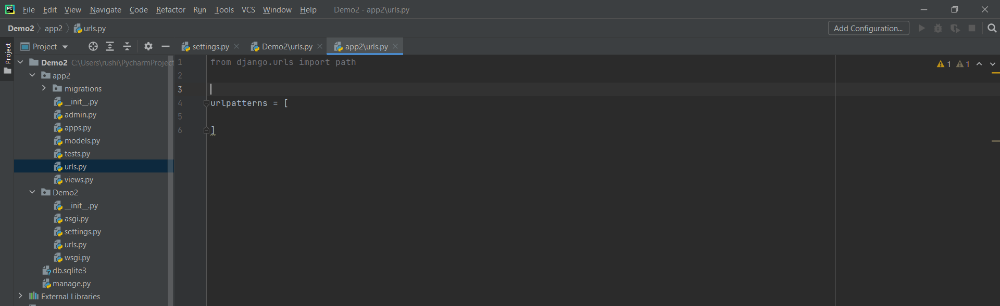 PC File Edit View Navigate Code Refactor Run Tools VCS Window Help Demo2 - app2\urls.py
Demo2 app2 urls.py Add Configuration...
Project Project settings.py Demo2\urls.py app2\urls.py
Demo2 C:\Users\rushi\PycharmProject 1 from django.urls import path 1 1
app2 2
migrations 3
__init__.py 4 urlpatterns = [
admin.py 5
apps.py 6 ]
models.py
tests.py
urls.py
views.py
Demo2
__init__.py
asgi.py
settings.py
urls.py
wsgi.py
db.sqlite3
manage.py
External Libraries